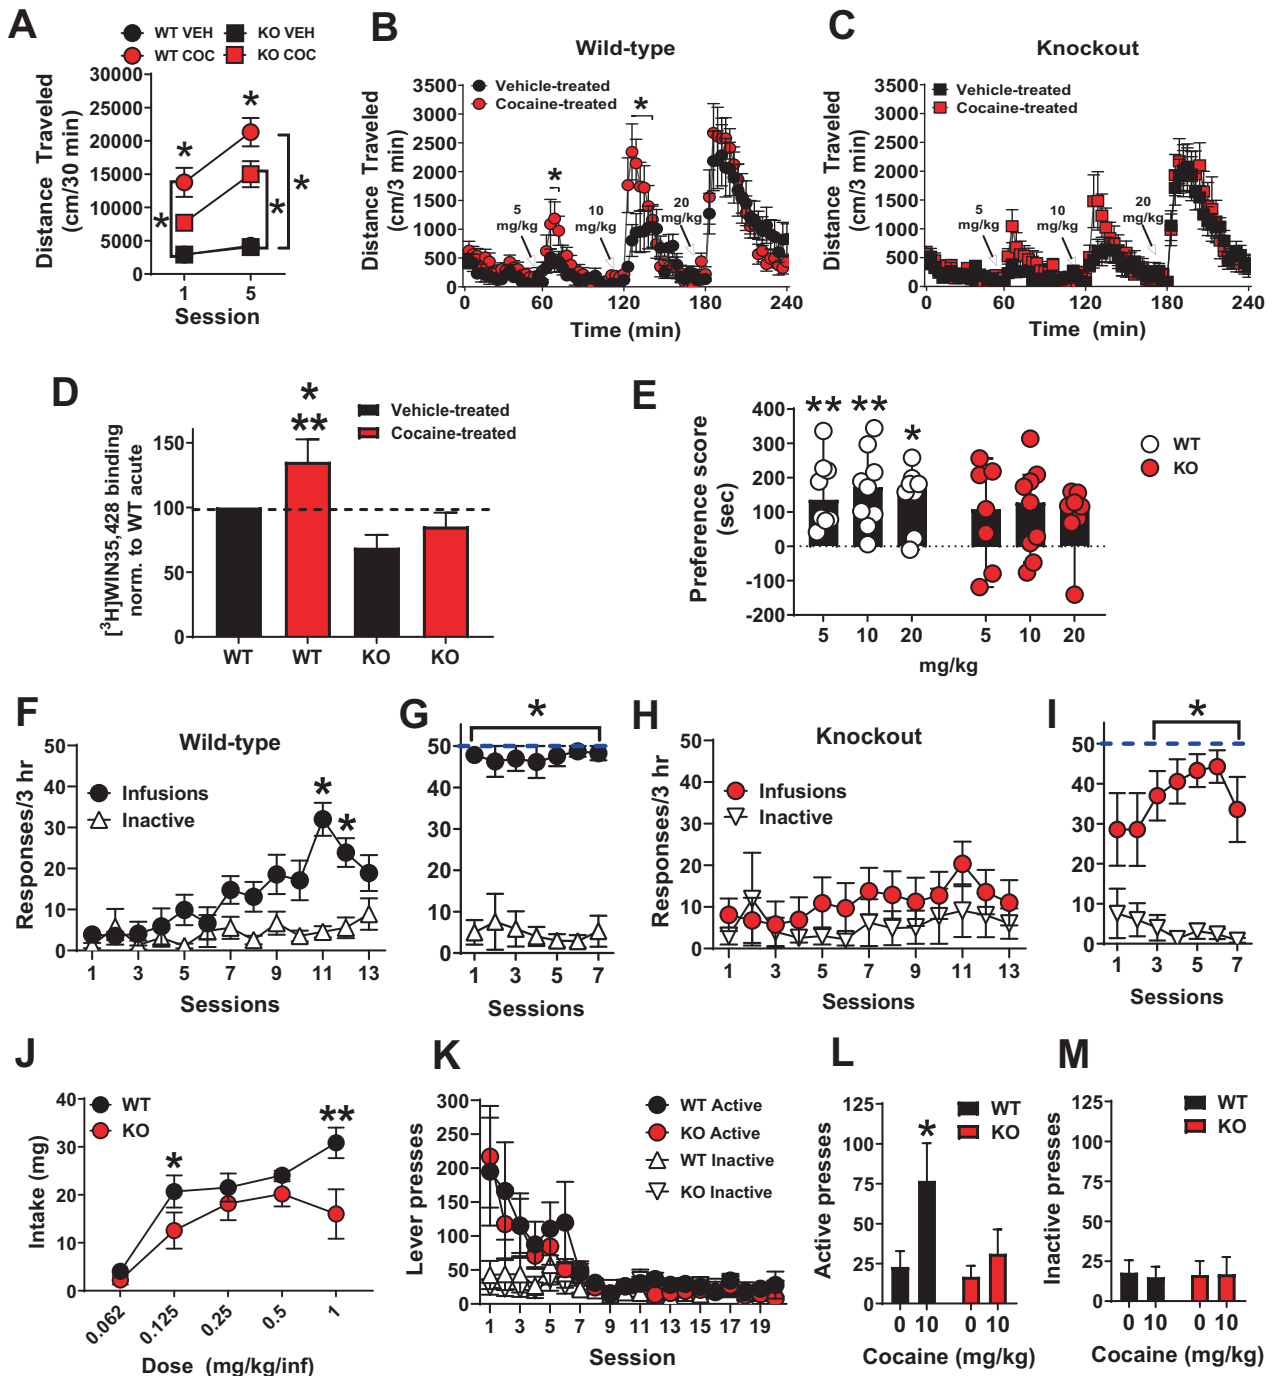 A
WT VEH
KO VEH
WT COC
KO COC
30000
25000
20000
15000
10000
5000
0
Distance Traveled
(cm/30 min)
*
*
*
*
*
1
5
Session
B
Wild-type
Vehicle-treated
Cocaine-treated
3500
3000
2500
2000
1500
1000
500
0
Distance Traveled
(cm/3 min)
*
*
5
mg/kg
10
mg/kg
20
mg/kg
0
60
120
180
240
Time (min)
C
Knockout
Vehicle-treated
Cocaine-treated
3500
3000
2500
2000
1500
1000
500
0
Distance Traveled
(cm/3 min)
5
mg/kg
10
mg/kg
20
mg/kg
0
60
120
180
240
Time (min)
D
Vehicle-treated
Cocaine-treated
*
**
150
100
50
0
[³H]WIN35,428 binding
norm. to WT acute
WT
WT
KO
KO
E
400
300
200
100
0
-100
-200
Preference score
(sec)
**
**
*
WT
KO
5
10
20
5
10
20
mg/kg
F
Wild-type
Infusions
Inactive
50
40
30
20
10
0
Responses/3 hr
*
*
1
3
5
7
9
11
13
Sessions
G
*
50
40
30
20
10
0
1
3
5
7
Sessions
H
Knockout
Infusions
Inactive
50
40
30
20
10
0
Responses/3 hr
1
3
5
7
9
11
13
Sessions
I
*
50
40
30
20
10
0
1
3
5
7
Sessions
J
WT
KO
40
30
20
10
0
Intake (mg)
*
**
0.062
0.125
0.25
0.5
1
Dose (mg/kg/inf)
K
WT Active
KO Active
WT Inactive
KO Inactive
300
250
200
150
100
50
0
Lever presses
1
3
5
7
9
11
13
15
17
19
Session
L
WT
KO
125
100
75
50
25
0
Active presses
*
0
10
0
10
Cocaine (mg/kg)
M
WT
KO
125
100
75
50
25
0
Inactive presses
0
10
0
10
Cocaine (mg/kg)